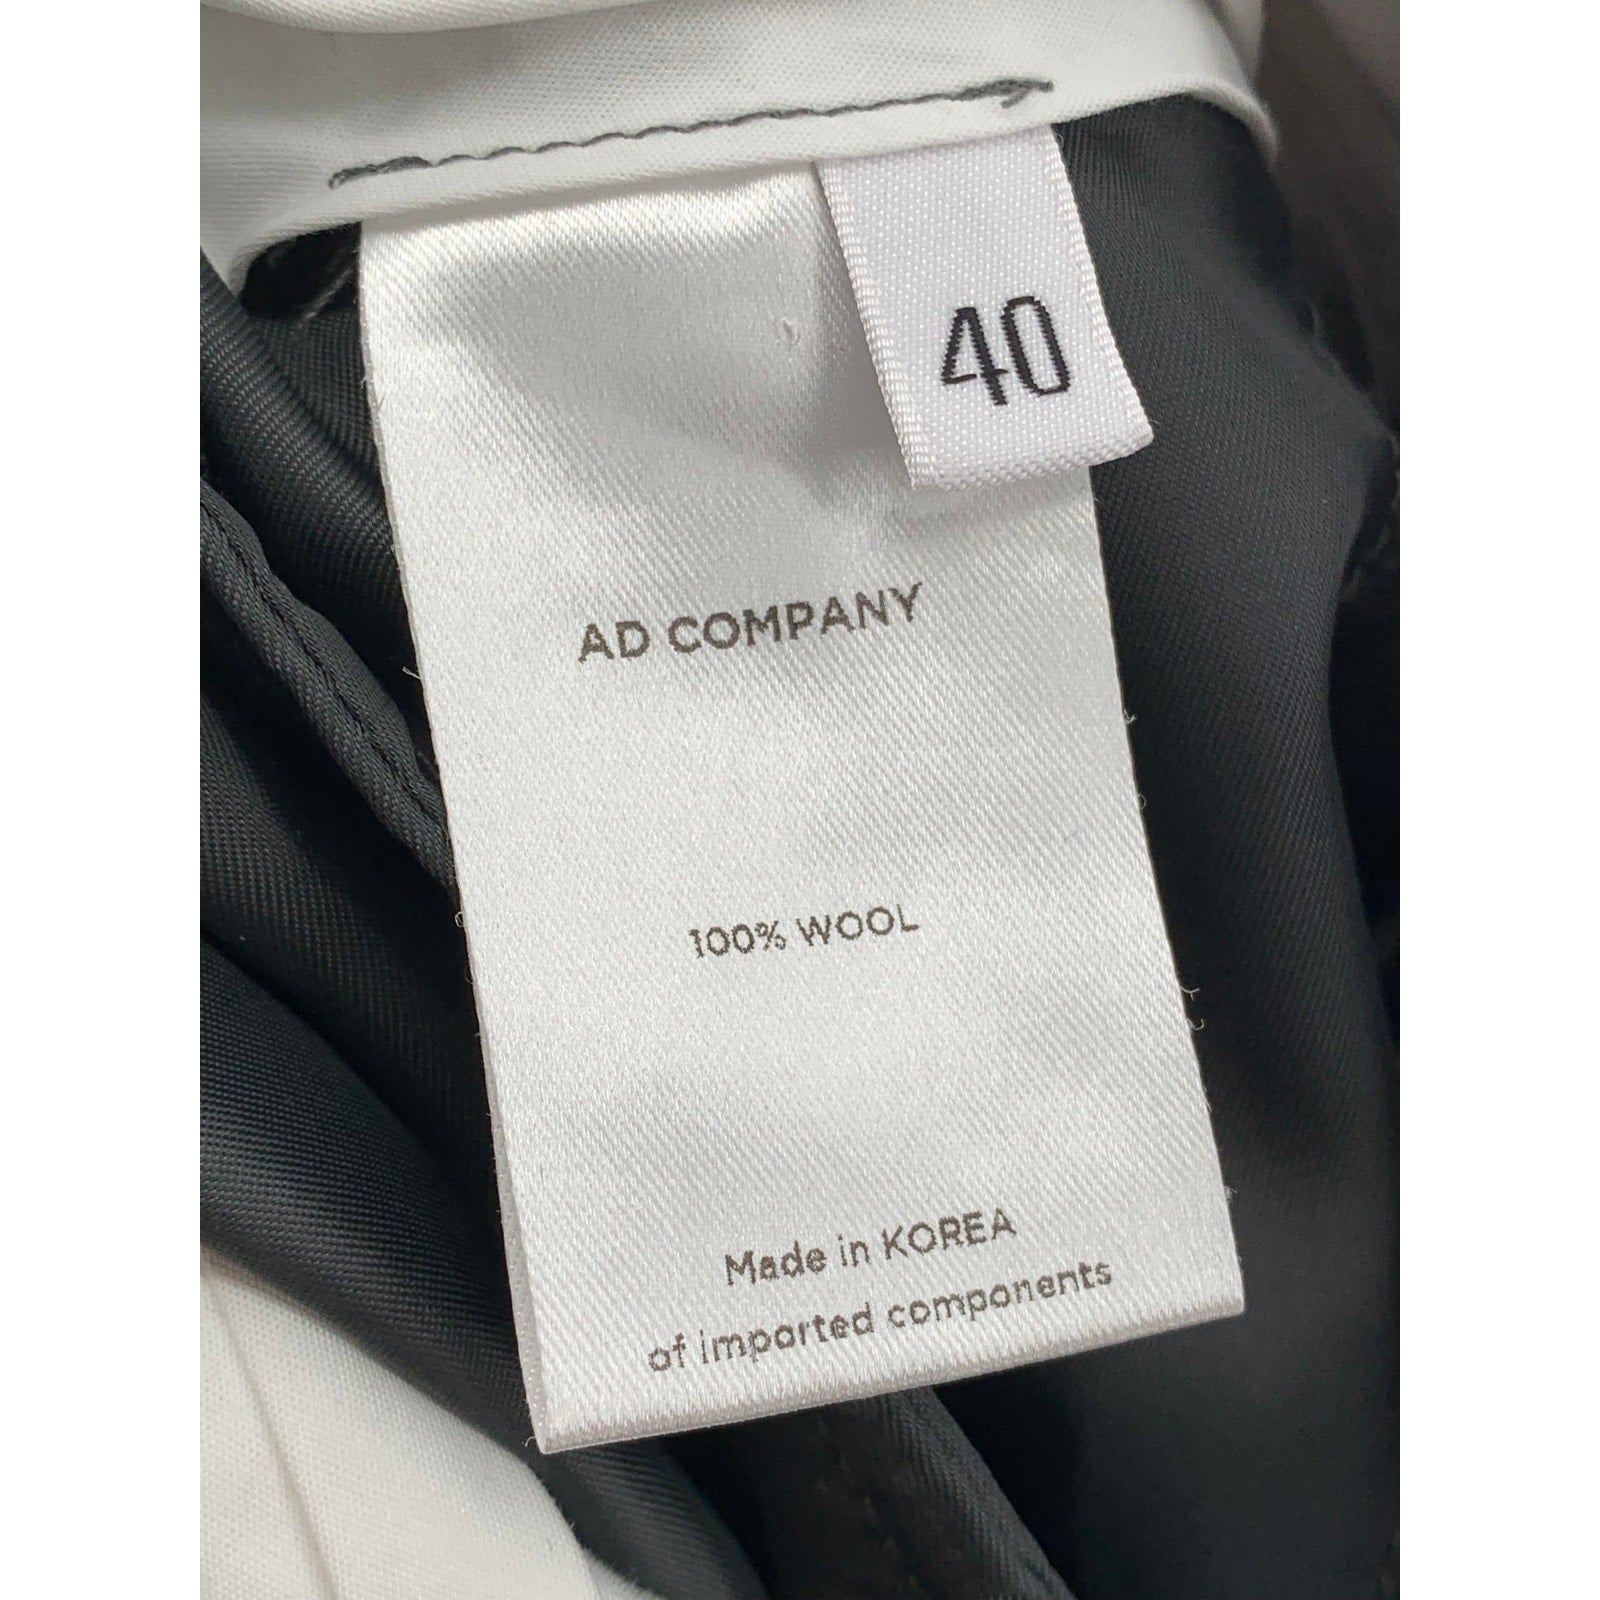 40
AD COMPANY
100% WOOL
Made in KOREA
of imported components